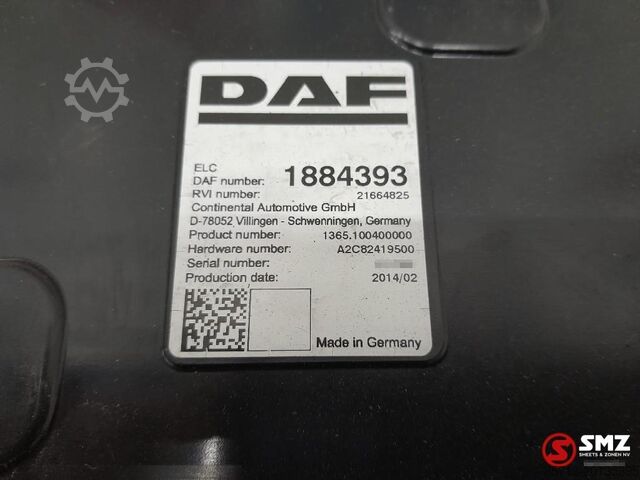 DAF
ELC
DAF number: 1884393
RVI number: 21664825
Continental Automotive GmbH
D-78052 Villingen - Schwenningen, Germany
Product number: 1365.100400000
Hardware number: A2C82419500
Serial number:
Production date: 2014/02
Made in Germany
SMZ
SHEETS & ZONEN NV